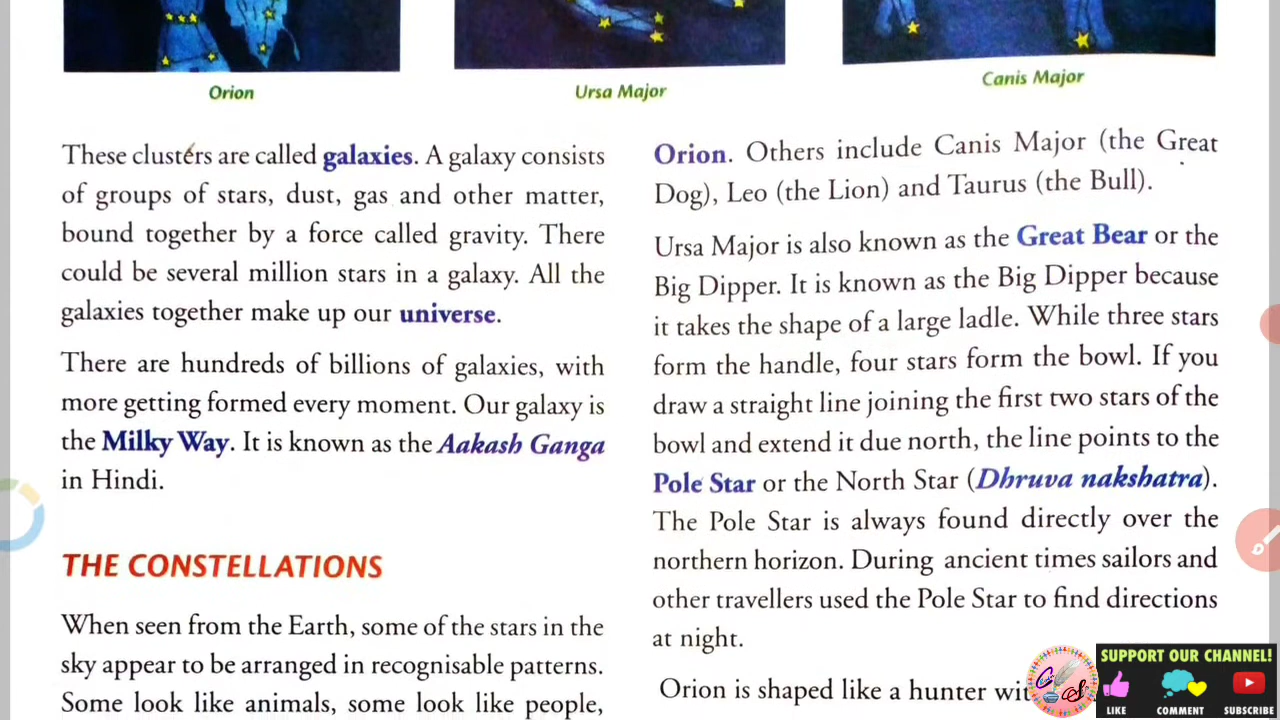 Orion
Ursa Major
Canis Major
These clusters are called galaxies. A galaxy consists
of groups of stars, dust, gas and other matter,
bound together by a force called gravity. There
could be several million stars in a galaxy. All the
galaxies together make up our universe.
There are hundreds of billions of galaxies, with
more getting formed every moment. Our galaxy is
the Milky Way. It is known as the Aakash Ganga
in Hindi.
THE CONSTELLATIONS
When seen from the Earth, some of the stars in the
sky appear to be arranged in recognisable patterns.
Some look like animals, some look like people,
Orion. Others include Canis Major (the Great
Dog), Leo (the Lion) and Taurus (the Bull).
Ursa Major is also known as the Great Bear or the
Big Dipper. It is known as the Big Dipper because
it takes the shape of a large ladle. While three stars
form the handle, four stars form the bowl. If you
draw a straight line joining the first two stars of the
bowl and extend it due north, the line points to the
Pole Star or the North Star (Dhruva nakshatra).
The Pole Star is always found directly over the
northern horizon. During ancient times sailors and
other travellers used the Pole Star to find directions
at night.
Orion is shaped like a hunter
SUPPORT OUR CHANNEL!
LIKE COMMENT SUBSCRIBE